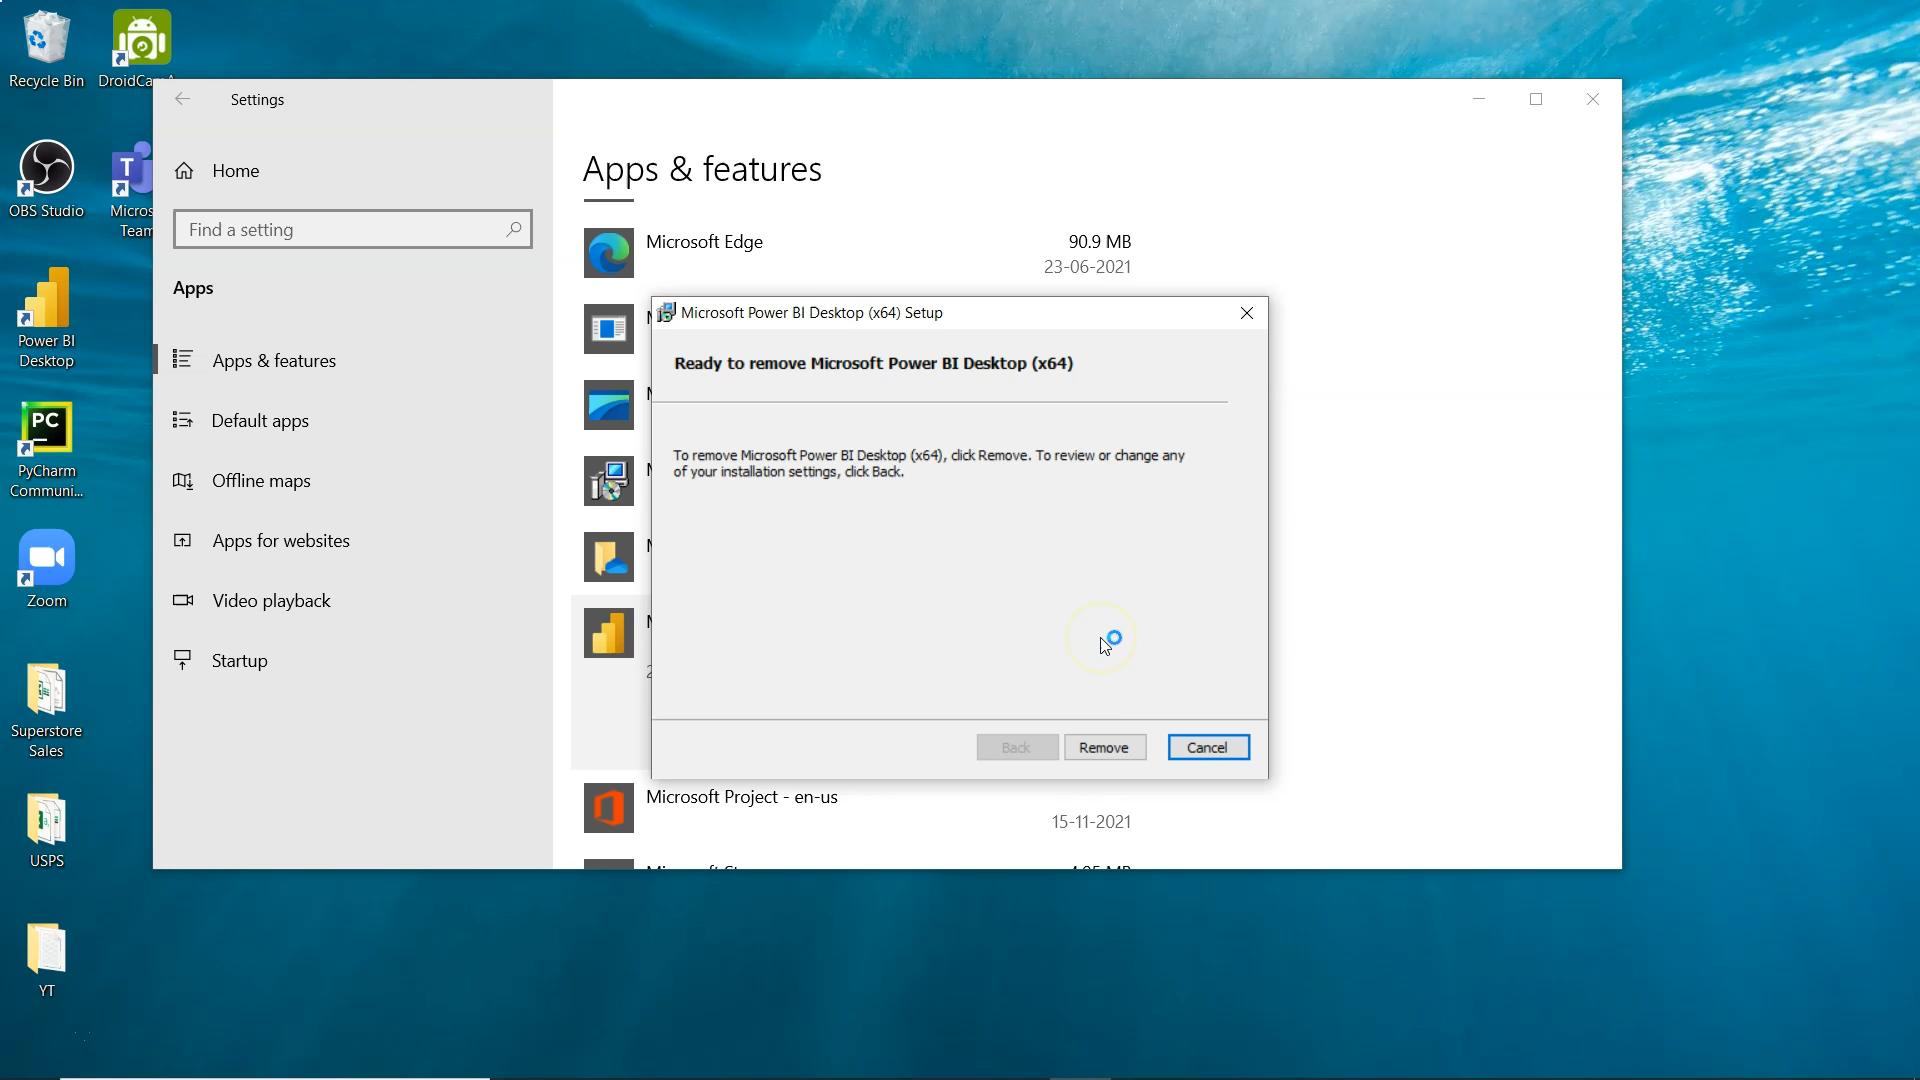 Recycle Bin
DroidCamA
OBS Studio
Micros
Team
Power BI
Desktop
PC
PyCharm
Communi...
Zoom
Superstore
Sales
USPS
YT
Settings
Home
Find a setting
Apps
Apps & features
Default apps
Offline maps
Apps for websites
Video playback
Startup
Apps & features
Microsoft Edge
90.9 MB
23-06-2021
Microsoft Power BI Desktop (x64) Setup
Ready to remove Microsoft Power BI Desktop (x64)
To remove Microsoft Power BI Desktop (x64), click Remove. To review or change any
of your installation settings, click Back.
Back
Remove
Cancel
Microsoft Project - en-us
15-11-2021